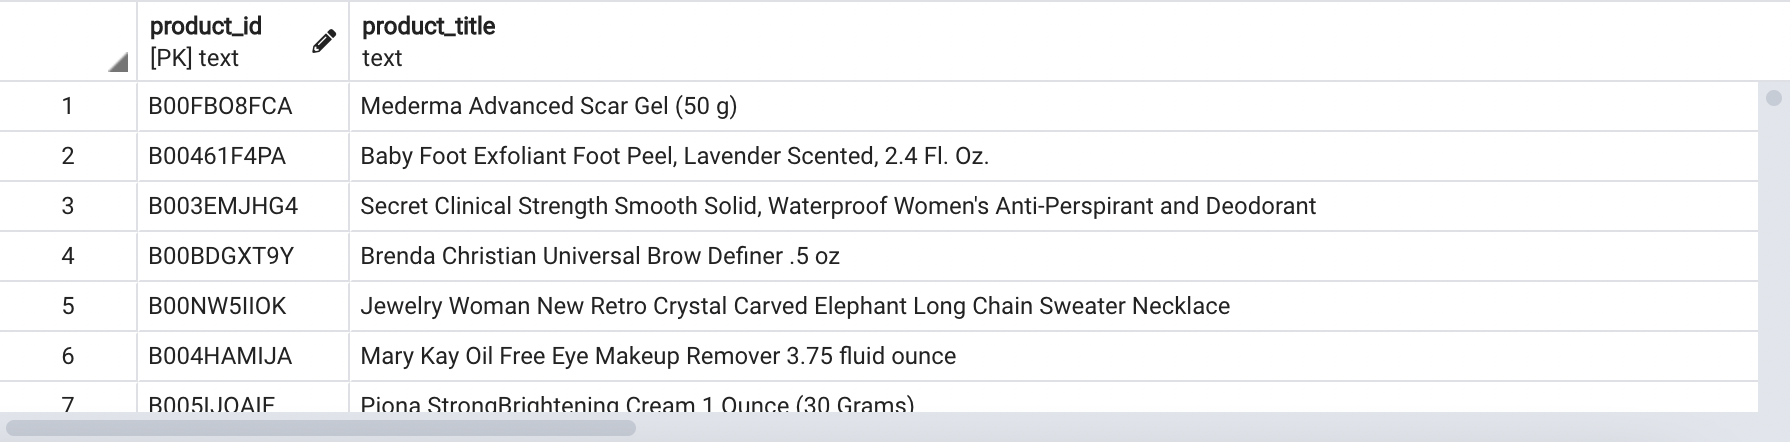 product_id product_title
[PK] text text
1 B00FBO8FCA Mederma Advanced Scar Gel (50 g)
2 B00461F4PA Baby Foot Exfoliant Foot Peel, Lavender Scented, 2.4 Fl. Oz.
3 B003EMJHG4 Secret Clinical Strength Smooth Solid, Waterproof Women's Anti-Perspirant and Deodorant
4 B00BDGXT9Y Brenda Christian Universal Brow Definer .5 oz
5 B00NW5IIOK Jewelry Woman New Retro Crystal Carved Elephant Long Chain Sweater Necklace
6 B004HAMIJA Mary Kay Oil Free Eye Makeup Remover 3.75 fluid ounce
7 Piona StrongBrightening Cream 1 Ounce (30 Grams)